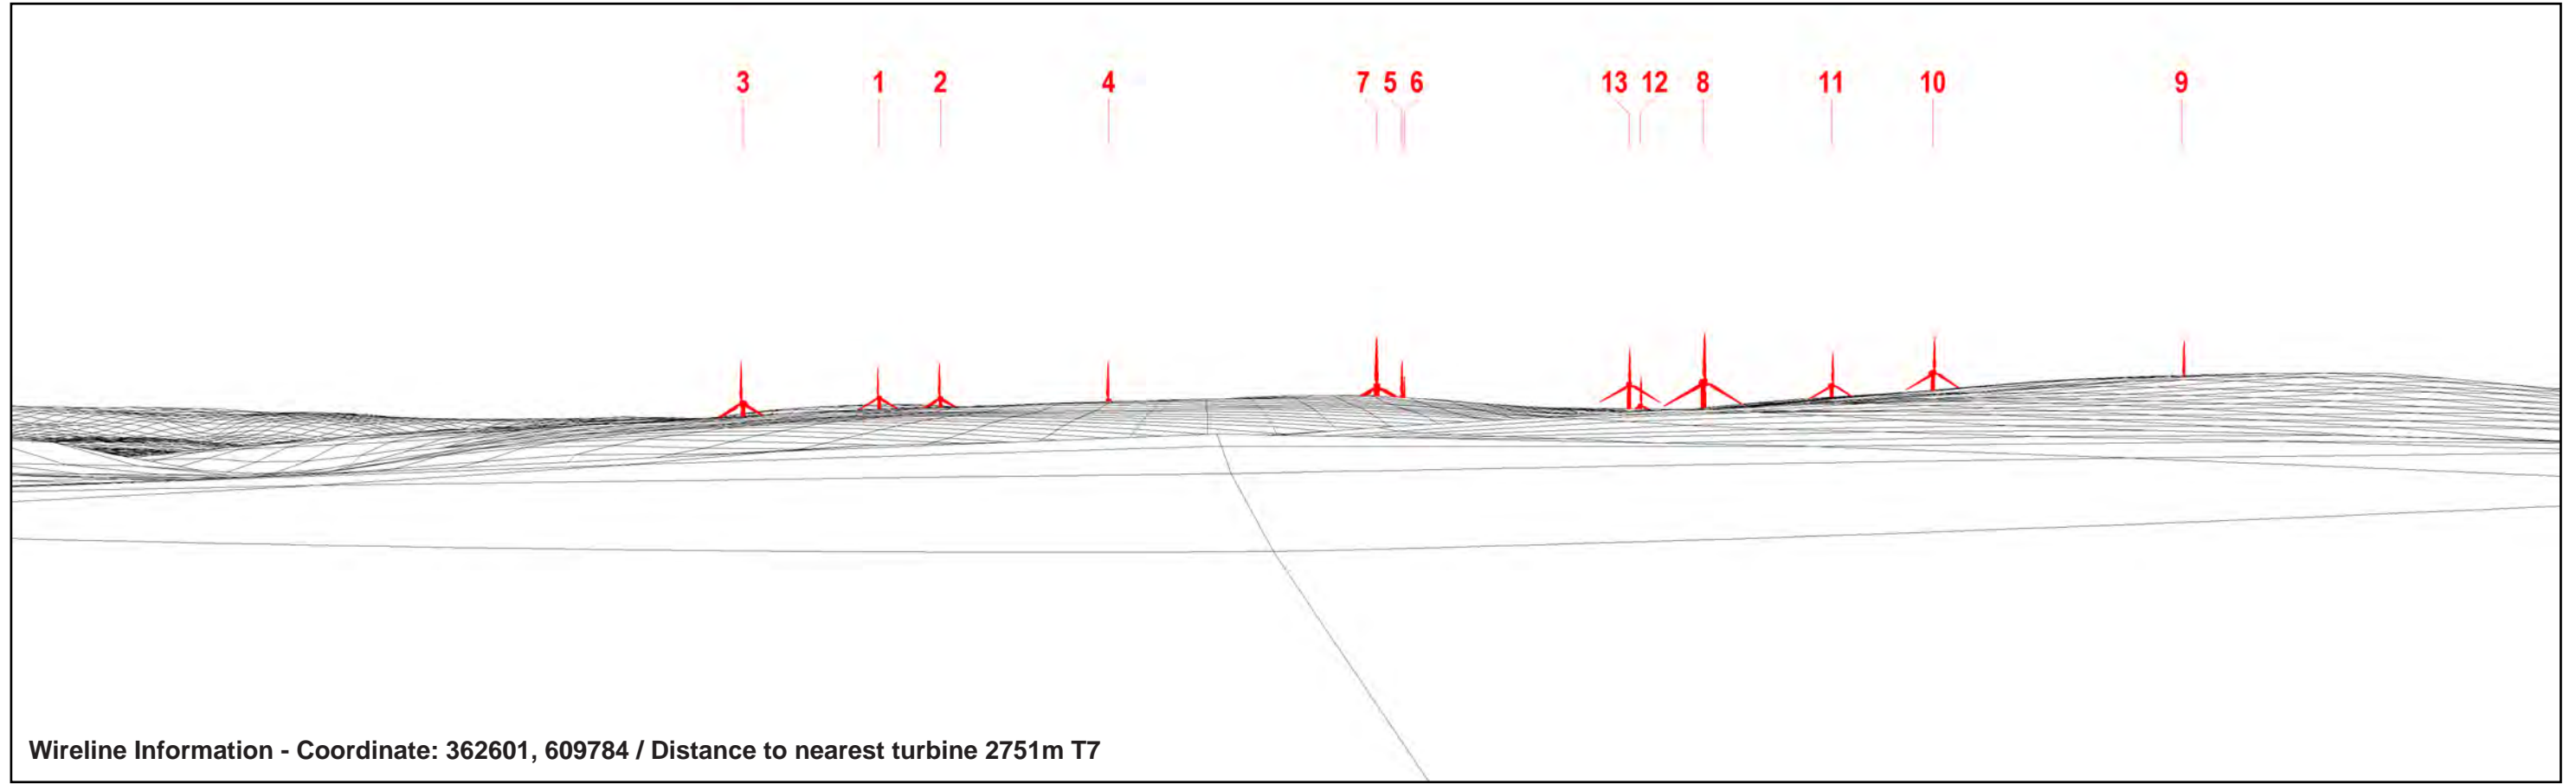 3 1 2 4 7 5 6 13 12 8 11 10 9
Wireline Information - Coordinate: 362601, 609784 / Distance to nearest turbine 2751m T7